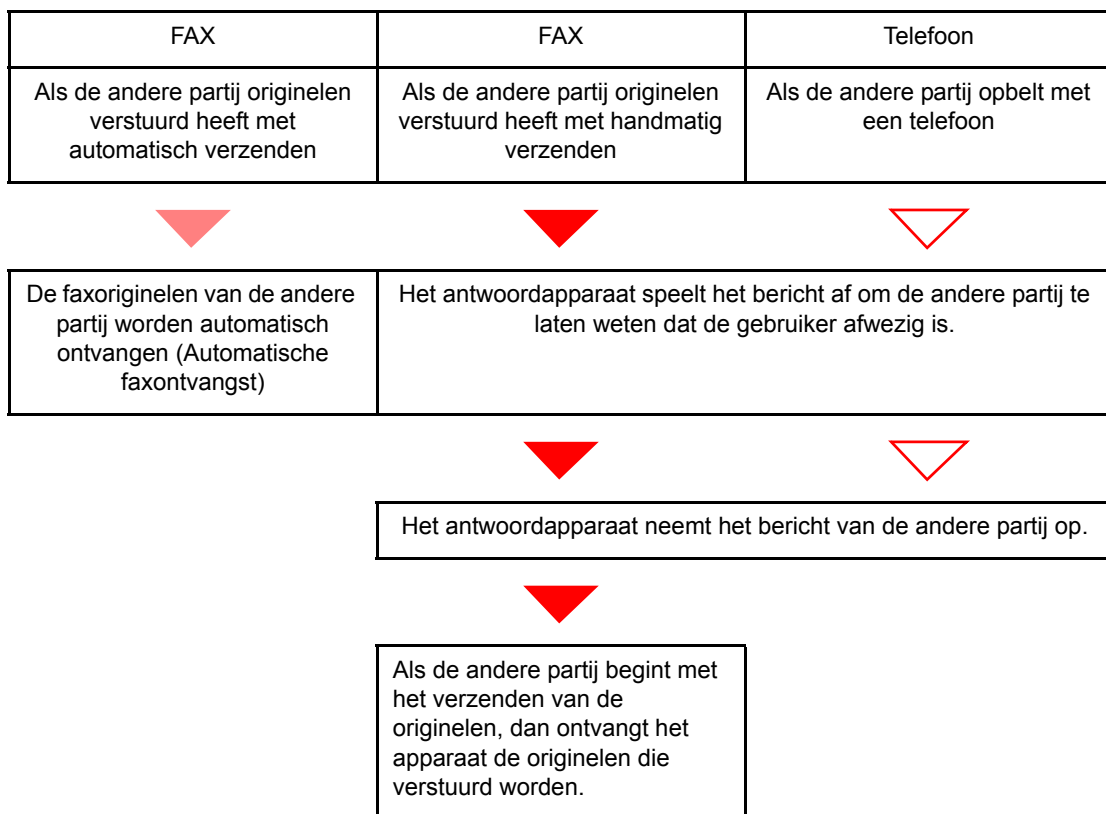 FAX
FAX
Telefoon
Als de andere partij originelen
verstuurd heeft met
automatisch verzenden
Als de andere partij originelen
verstuurd heeft met handmatig
verzenden
Als de andere partij opbelt met
een telefoon
De faxoriginelen van de andere
partij worden automatisch
ontvangen (Automatische
faxontvangst)
Het antwoordapparaat speelt het bericht af om de andere partij te
laten weten dat de gebruiker afwezig is.
Het antwoordapparaat neemt het bericht van de andere partij op.
Als de andere partij begint met
het verzenden van de
originelen, dan ontvangt het
apparaat de originelen die
verstuurd worden.